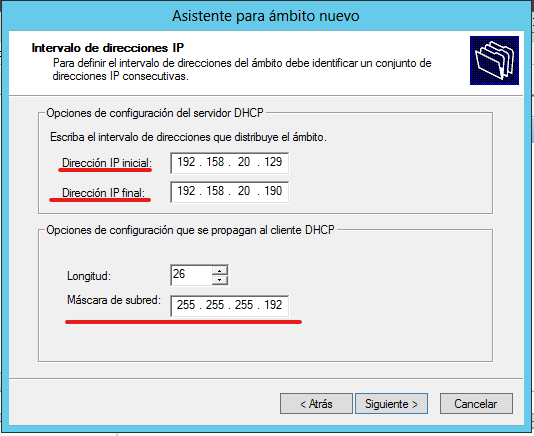 Asistente para ámbito nuevo
Intervalo de direcciones IP
Para definir el intervalo de direcciones del ámbito debe identificar un conjunto de
direcciones IP consecutivas.
Opciones de configuración del servidor DHCP
Escriba el intervalo de direcciones que distribuye el ámbito.
Dirección IP inicial: 192 . 158 . 20 . 129
Dirección IP final: 192 . 158 . 20 . 190
Opciones de configuración que se propagan al cliente DHCP
Longitud: 26
Máscara de subred: 255 . 255 . 255 . 192
< Atrás Siguiente > Cancelar